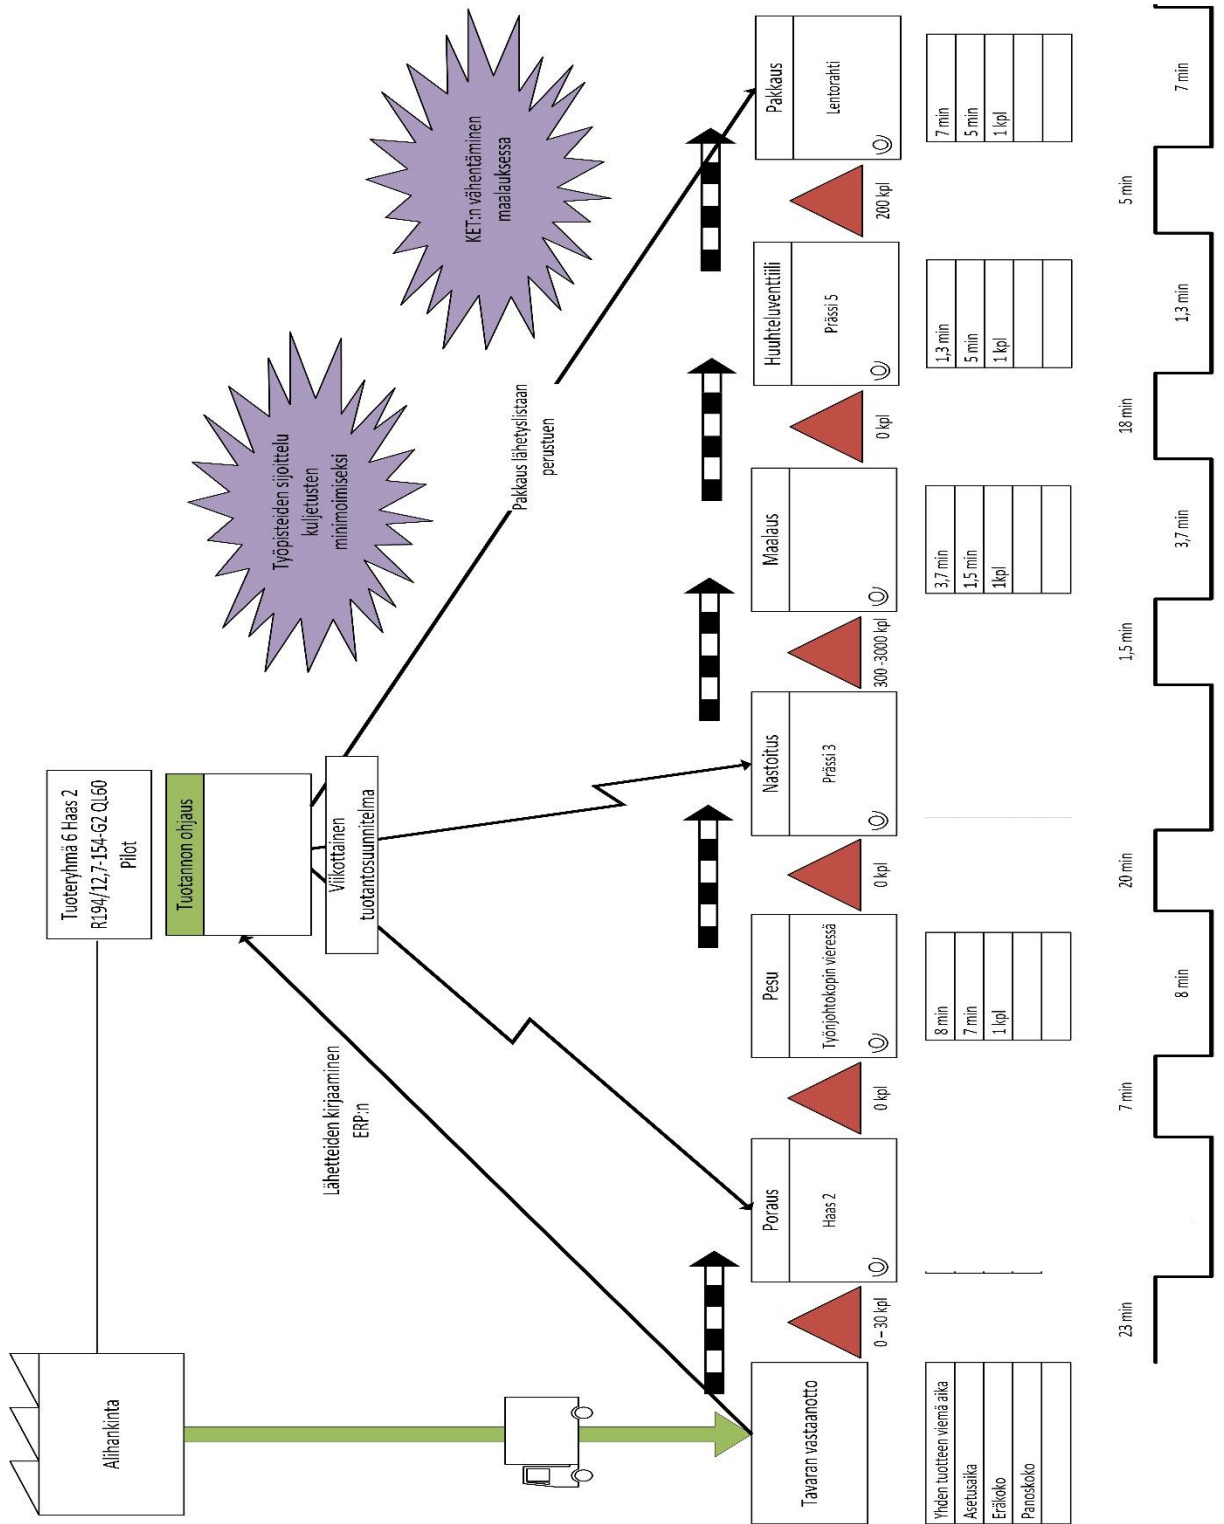 Alihankinta
Tuoteryhmä 6 Haas 2
R194/12,7-154-G2 QL60
Pilot
Tuotannon ohjaus
Viikottainen
tuotantosuunnitelma
Lähetteiden kirjaaminen
ERP:n
Työpisteiden sijoittelu
kuljetusten
minimoimiseksi
KET:n vähentäminen
maalauksessa
Pakkaus lähetyslistaan
perustuen
Tavaran vastaanotto
0 – 30 kpl
Poraus
Haas 2
0 kpl
Pesu
Työnjohtokopin vieressä
0 kpl
Nastoitus
Prässi 3
300 -3000 kpl
Maalaus
0 kpl
Huuhteluventtiili
Prässi 5
200 kpl
Pakkaus
Lentorahti
Yhden tuotteen viemä aika
Asetusaika
Eräkoko
Panoskoko
8 min
7 min
1 kpl
3,7 min
1,5 min
1kpl
1,3 min
5 min
1 kpl
7 min
5 min
1 kpl
23 min
7 min
8 min
20 min
1,5 min
3,7 min
18 min
1,3 min
5 min
7 min